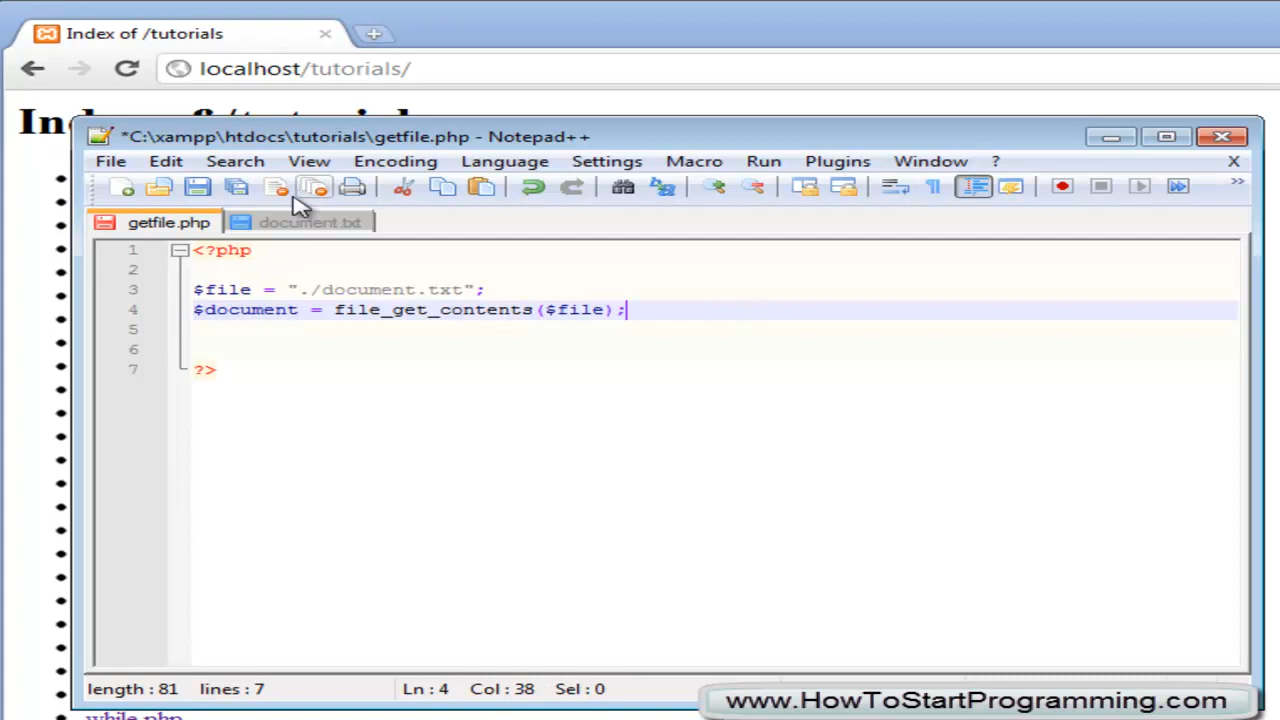 Index of /tutorials
localhost/tutorials/
*C:\xampp\htdocs\tutorials\getfile.php - Notepad++
File Edit Search View Encoding Language Settings Macro Run Plugins Window ? X
getfile.php document.txt
1 <?php
2
3 $file = "./document.txt";
4 $document = file_get_contents($file);
5
6
7 ?>
length : 81 lines : 7 Ln : 4 Col : 38 Sel : 0
www.HowToStartProgramming.com
while.php